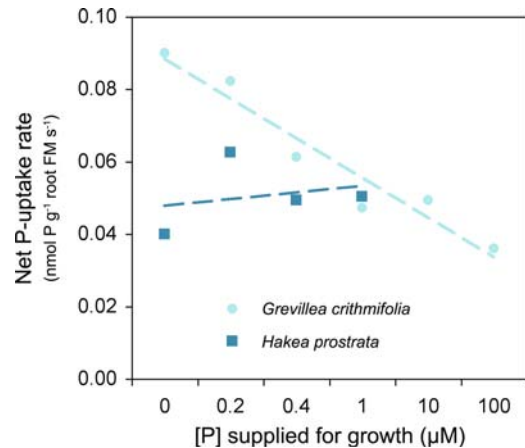 0.10
0.08
0.06
0.04
0.02
0.00
Net P-uptake rate
(nmol P g⁻¹ root FM s⁻¹)
Grevillea crithmifolia
Hakea prostrata
0 0.2 0.4 1 10 100
[P] supplied for growth (µM)